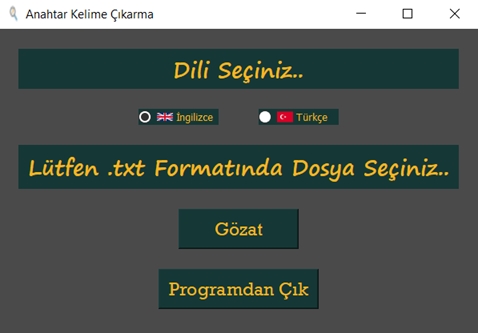 Anahtar Kelime Çıkarma
Dili Seçiniz..
İngilizce
Türkçe
Lütfen .txt Formatında Dosya Seçiniz..
Gözat
Programdan Çık